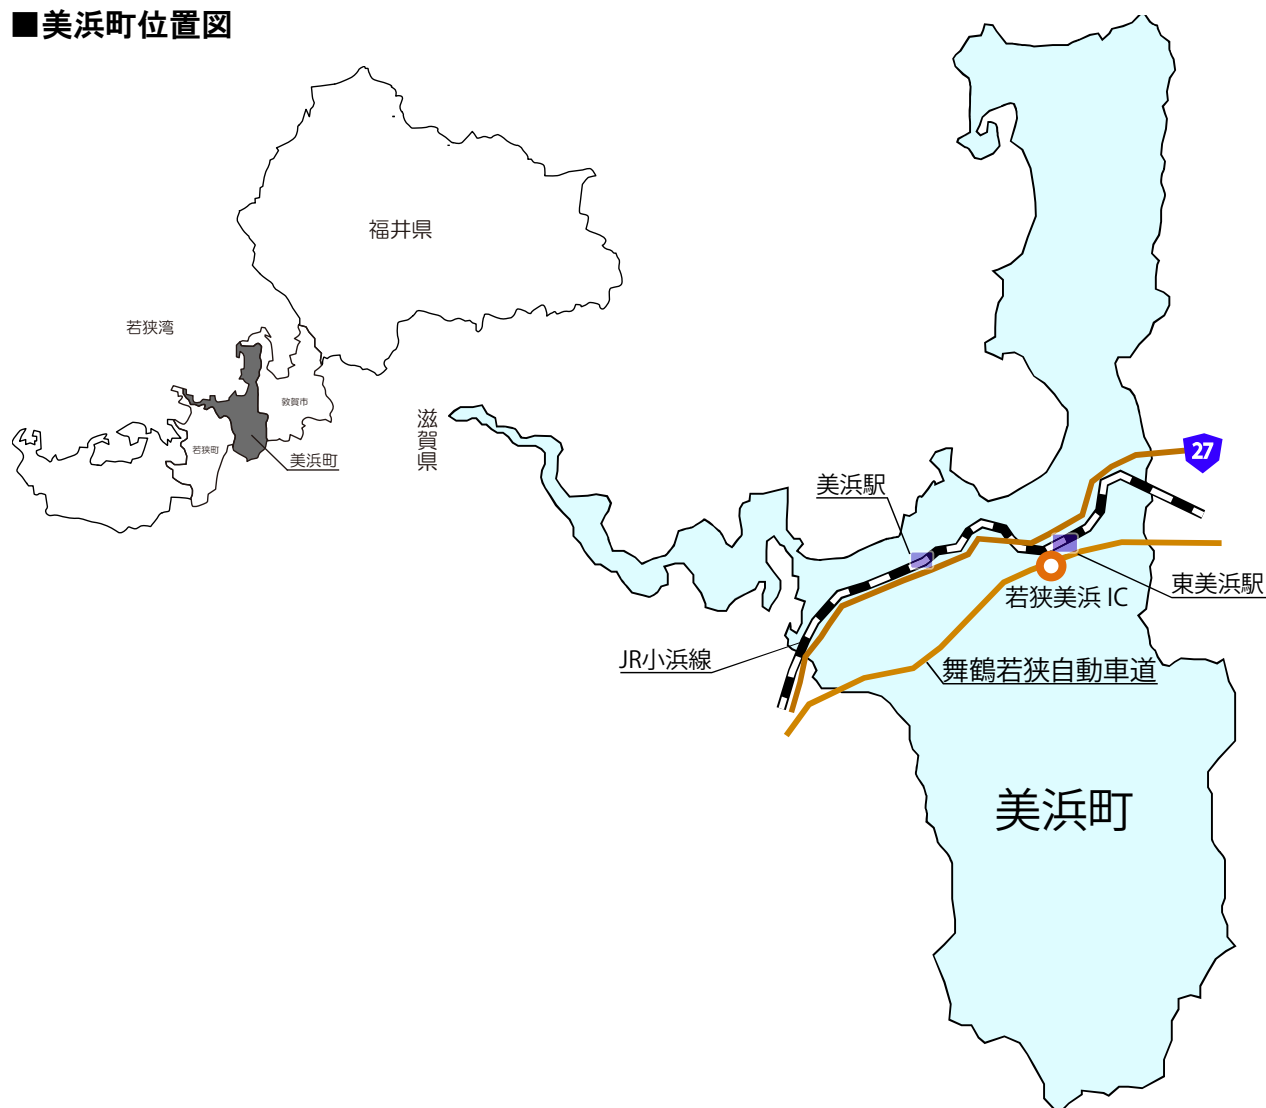 ■美浜町位置図
福井県
若狭湾
敦賀市
若狭町
美浜町
滋賀県
27
美浜駅
東美浜駅
若狭美浜 IC
JR小浜線
舞鶴若狭自動車道
美浜町